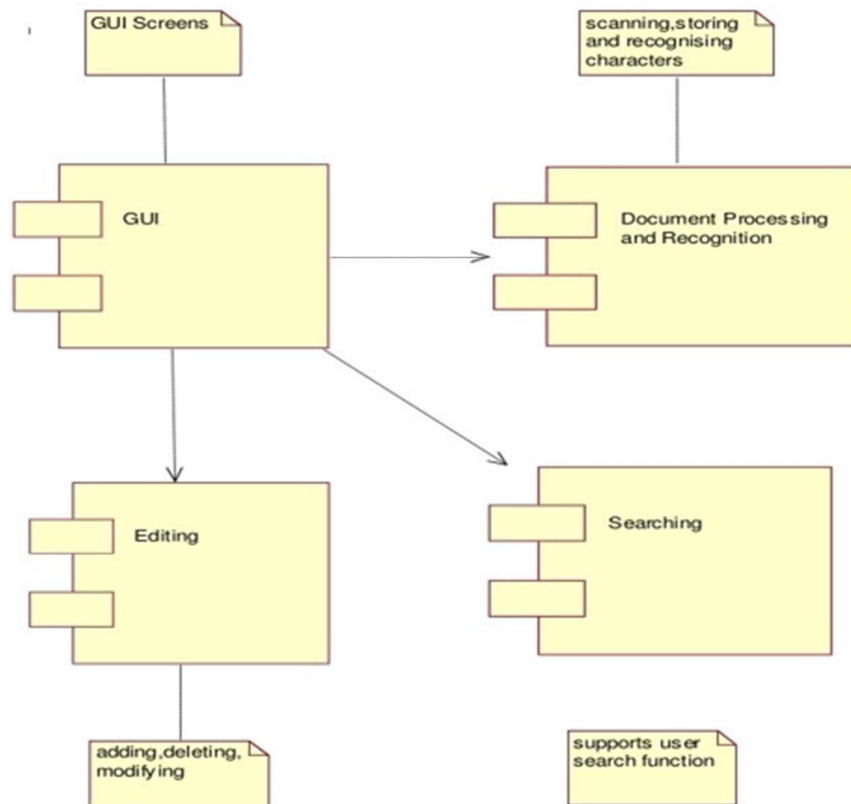 GUI Screens
scanning,storing
and recognising
characters
GUI
Document Processing
and Recognition
Editing
Searching
adding,deleting,
modifying
supports user
search function